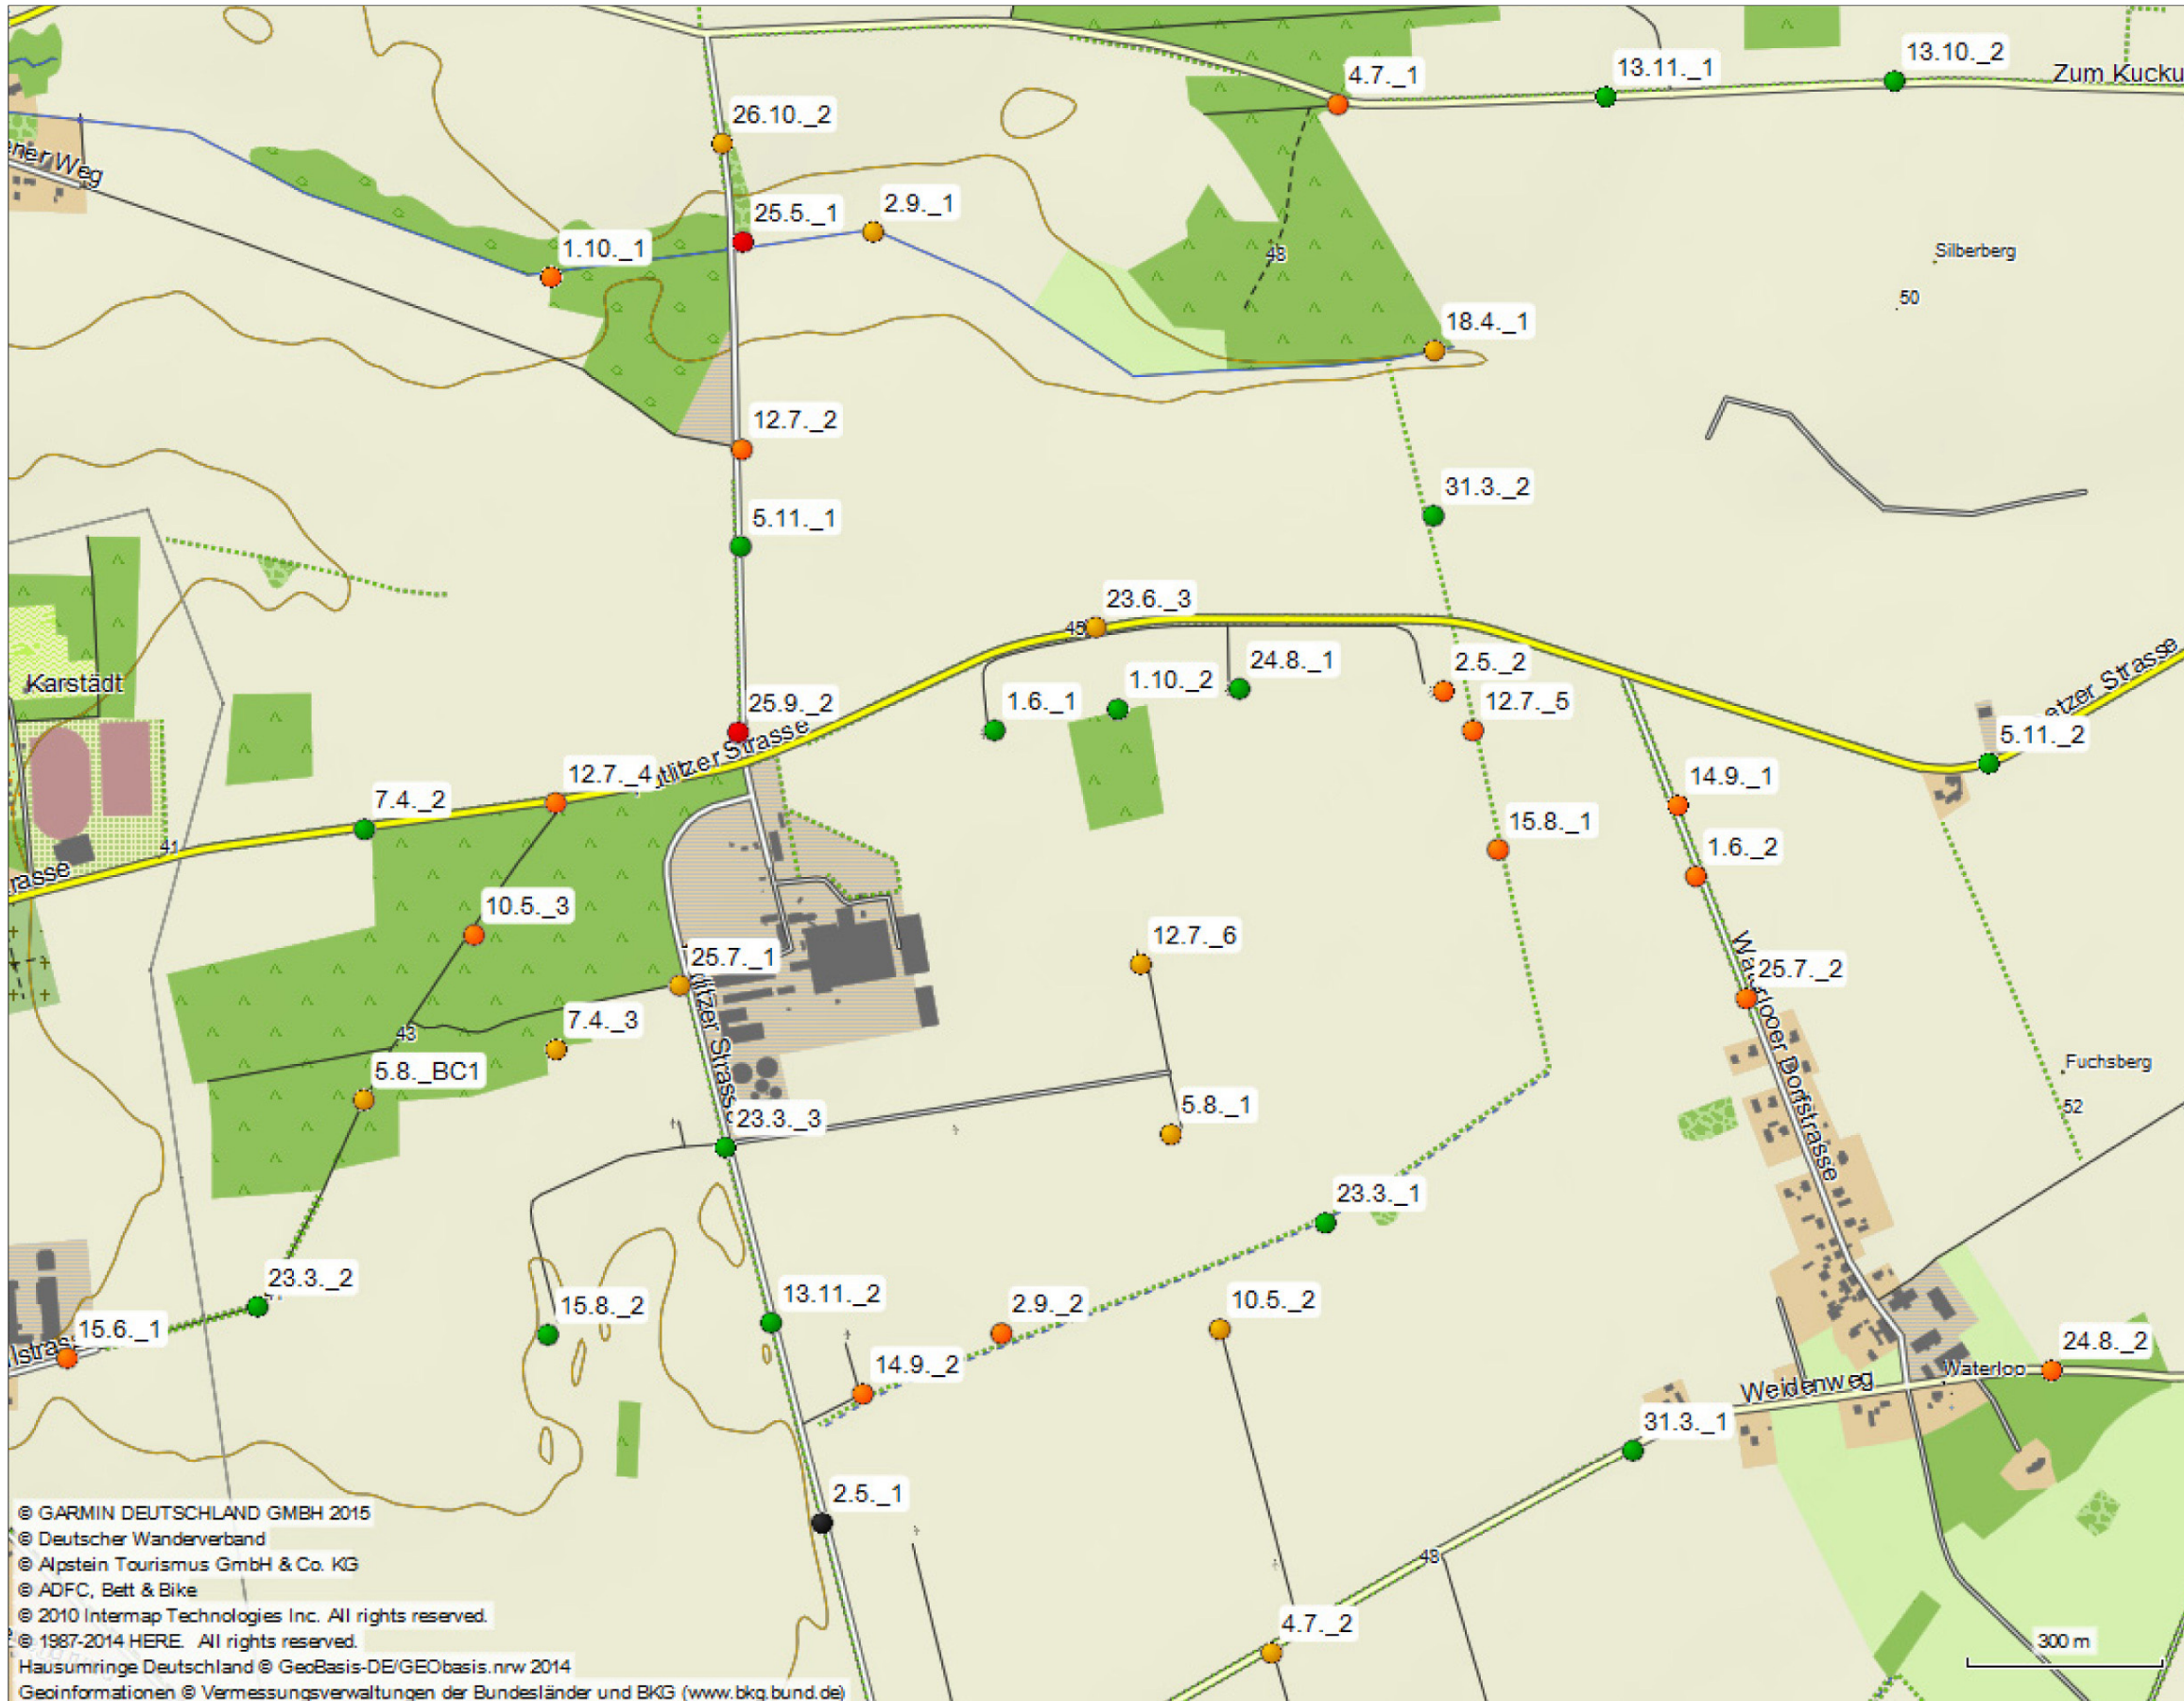 4.7._1
13.11._1
13.10._2
Zum Kucku
26.10._2
ener Weg
25.5._1
2.9._1
1.10._1
48
Silberberg
50
18.4._1
12.7._2
31.3._2
5.11._1
23.6._3
45
24.8._1
2.5._2
Karstädt
1.10._2
1.6._1
12.7._5
25.9._2
etzer Strasse
5.11._2
12.7._4
tlitzer Strasse
7.4._2
14.9._1
15.8._1
1.6._2
41
rasse
10.5._3
12.7._6
25.7._1
25.7._2
Waterlooer Dorfstrasse
litzer Strasse
7.4._3
43
5.8._BC1
Fuchsberg
52
5.8._1
23.3._3
23.3._1
23.3._2
13.11._2
15.8._2
2.9._2
10.5._2
15.6._1
lstrasse
14.9._2
24.8._2
Waterloo
Weidenweg
31.3._1
2.5._1
48
4.7._2
300 m
© GARMIN DEUTSCHLAND GMBH 2015
© Deutscher Wanderverband
© Alpstein Tourismus GmbH & Co. KG
© ADFC, Bett & Bike
© 2010 Intermap Technologies Inc. All rights reserved.
© 1987-2014 HERE. All rights reserved.
Hausumringe Deutschland © GeoBasis-DE/GEObasis.nrw 2014
Geoinformationen © Vermessungsverwaltungen der Bundesländer und BKG (www.bkg.bund.de)